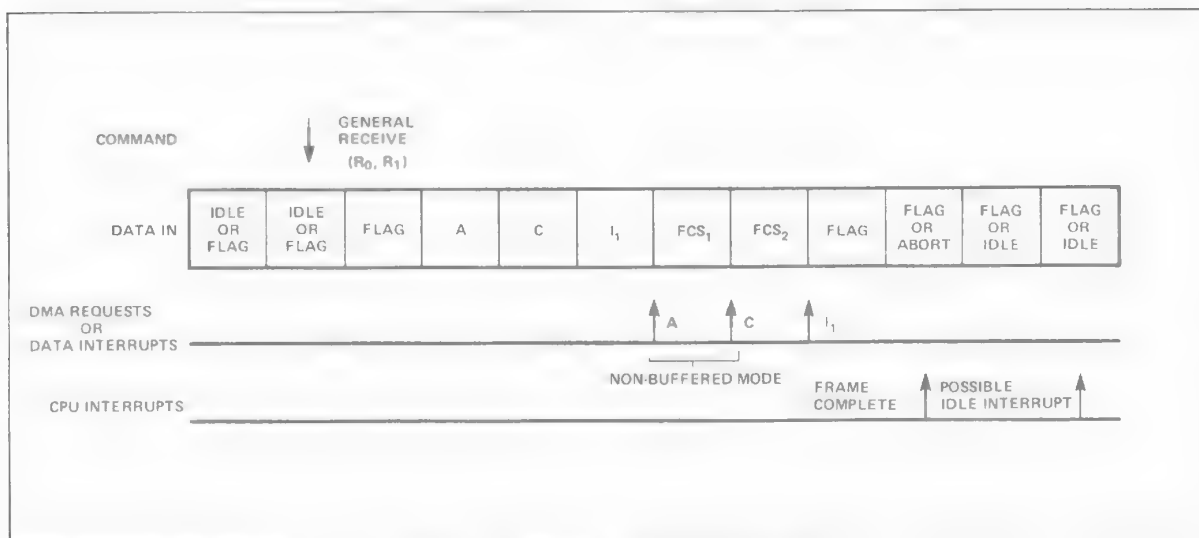 COMMAND
GENERAL
RECEIVE
(R₀, R₁)
DATA IN
IDLE
OR
FLAG
IDLE
OR
FLAG
FLAG
A
C
I₁
FCS₁
FCS₂
FLAG
FLAG
OR
ABORT
FLAG
OR
IDLE
FLAG
OR
IDLE
DMA REQUESTS
OR
DATA INTERRUPTS
A
C
I₁
NON-BUFFERED MODE
CPU INTERRUPTS
FRAME
COMPLETE
POSSIBLE
IDLE INTERRUPT